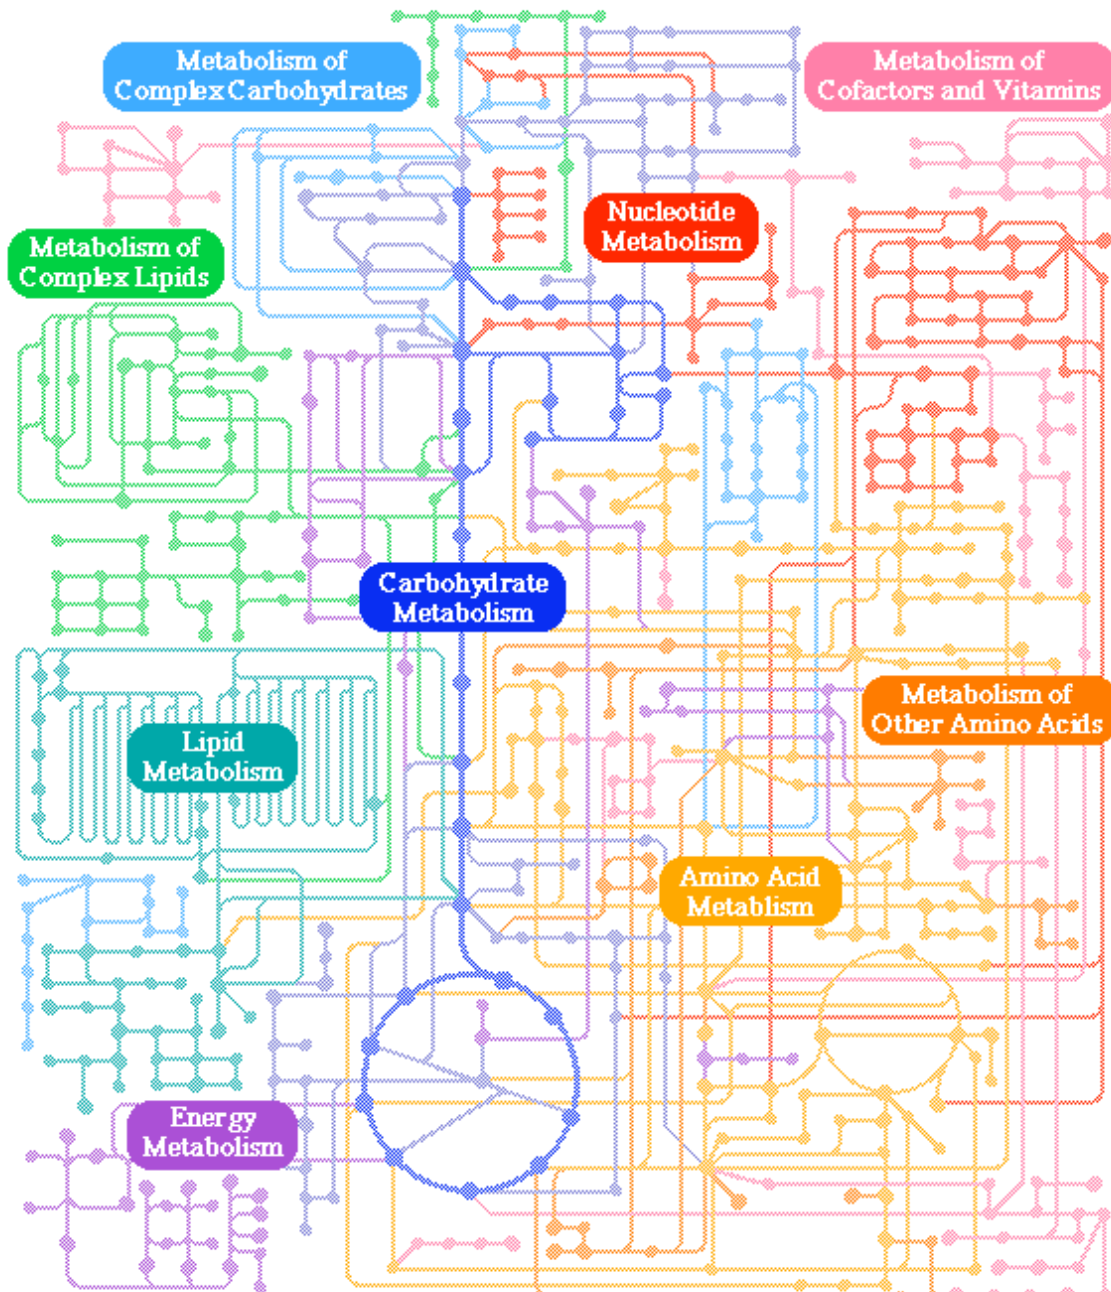 Metabolism of
Complex Carbohydrates
Metabolism of
Cofactors and Vitamins
Nucleotide
Metabolism
Metabolism of
Complex Lipids
Carbohydrate
Metabolism
Metabolism of
Other Amino Acids
Lipid
Metabolism
Amino Acid
Metablism
Energy
Metabolism